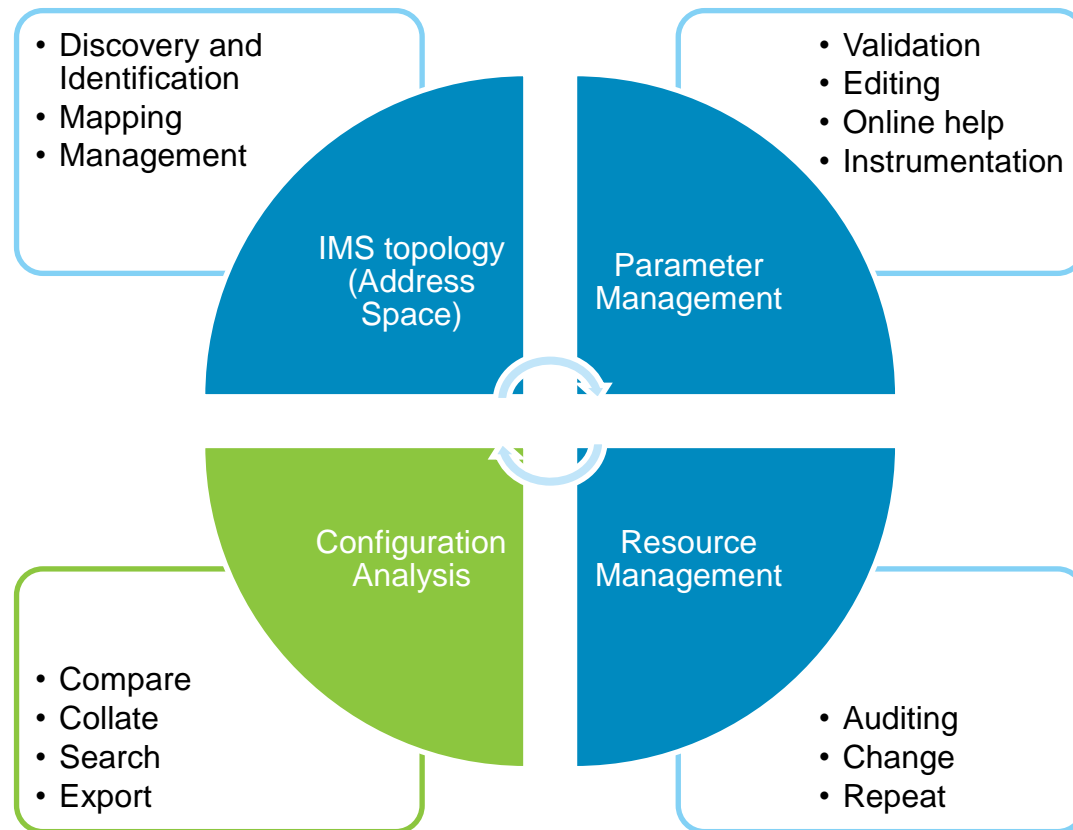 • Discovery and
Identification
• Mapping
• Management
• Validation
• Editing
• Online help
• Instrumentation
IMS topology
(Address
Space)
Parameter
Management
Configuration
Analysis
Resource
Management
• Compare
• Collate
• Search
• Export
• Auditing
• Change
• Repeat